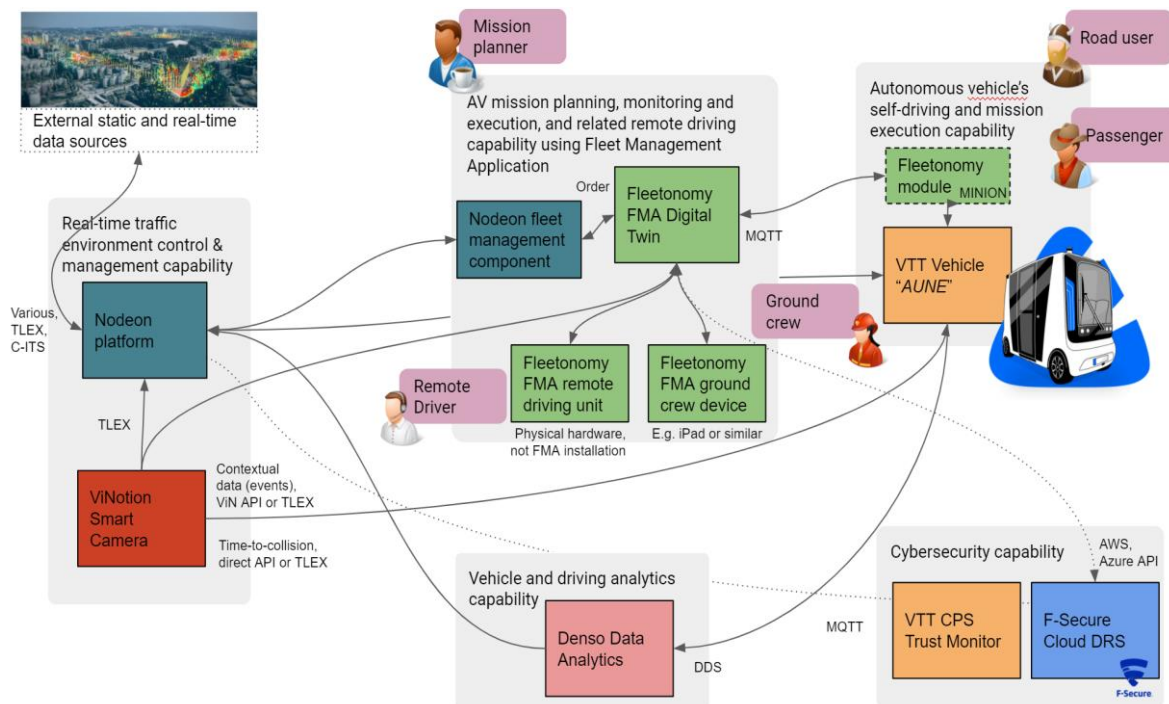 Mission
planner
Road user
Passenger
External static and real-time
data sources
AV mission planning, monitoring and
execution, and related remote driving
capability using Fleet Management
Application
Order
Nodeon fleet
management
component
Fleetonomy
FMA Digital
Twin
MQTT
Autonomous vehicle's
self-driving and mission
execution capability
Fleetonomy
module
MINION
VTT Vehicle
“AUNE”
Real-time traffic
environment control &
management capability
Various,
TLEX,
C-ITS
Nodeon
platform
TLEX
ViNotion
Smart
Camera
Contextual
data (events),
ViN API or TLEX
Time-to-collision,
direct API or TLEX
Remote
Driver
Fleetonomy
FMA remote
driving unit
Physical hardware,
not FMA installation
Fleetonomy
FMA ground
crew device
E.g. iPad or similar
Ground
crew
Vehicle and driving analytics
capability
Denso Data
Analytics
DDS
MQTT
Cybersecurity capability
AWS,
Azure API
VTT CPS
Trust Monitor
F-Secure
Cloud DRS
F-Secure